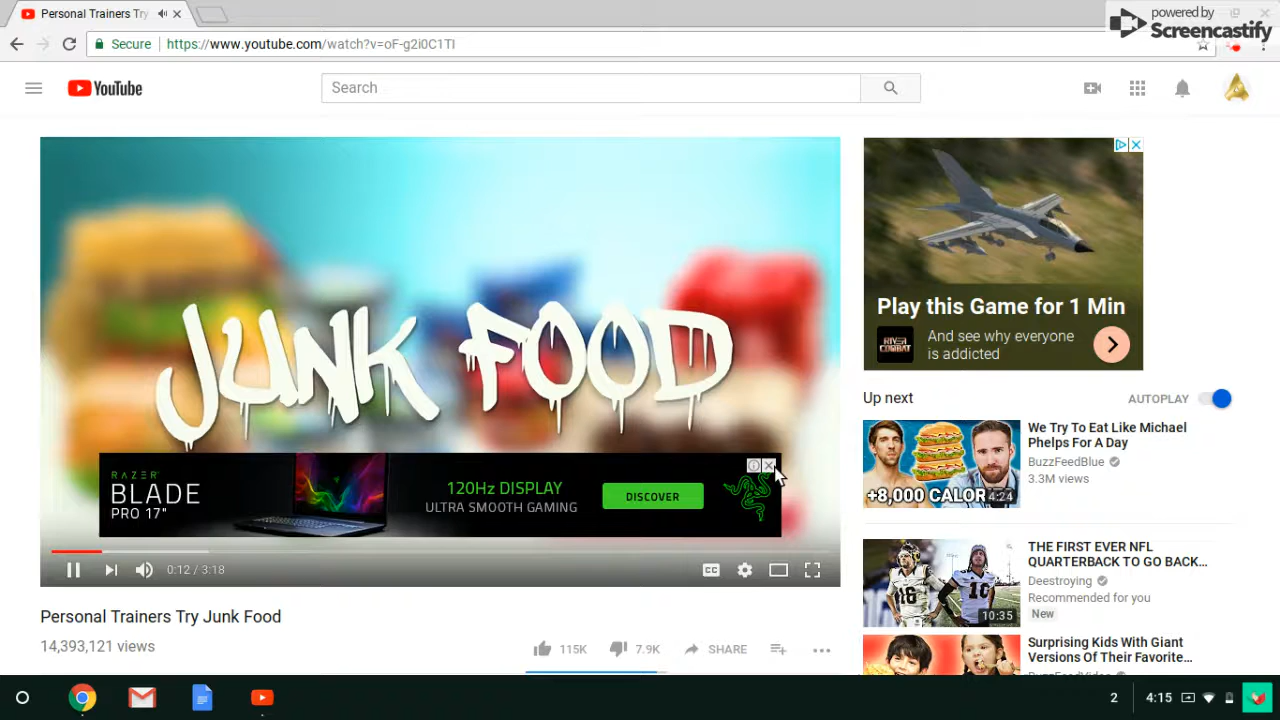 Personal Trainers Try
powered by
Screencastify
Secure
https://www.youtube.com/watch?v=oF-g2i0C1TI
YouTube
Search
JUNK FOOD
RAZER
BLADE
PRO 17"
120Hz DISPLAY
ULTRA SMOOTH GAMING
DISCOVER
0:12 / 3:18
CC
Personal Trainers Try Junk Food
14,393,121 views
115K
7.9K
SHARE
Play this Game for 1 Min
RIVER
COMBAT
And see why everyone
is addicted
Up next
AUTOPLAY
+8,000 CALOR
4:24
We Try To Eat Like Michael
Phelps For A Day
BuzzFeedBlue
3.3M views
10:35
THE FIRST EVER NFL
QUARTERBACK TO GO BACK...
Deestroying
Recommended for you
New
Surprising Kids With Giant
Versions Of Their Favorite...
BuzzFeedVideo
2
4:15